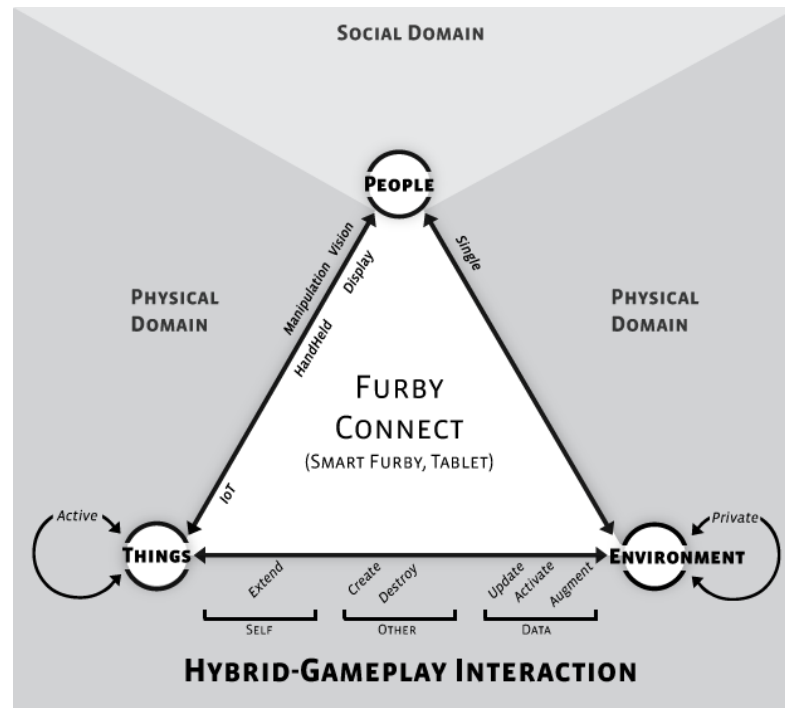 SOCIAL DOMAIN
PEOPLE
Manipulation Vision
HandHeld Display
IoT
Single
PHYSICAL
DOMAIN
PHYSICAL
DOMAIN
FURBY
CONNECT
(SMART FURBY, TABLET)
Active
THINGS
Private
ENVIRONMENT
Extend
Create
Destroy
Update
Activate
Augment
SELF
OTHER
DATA
HYBRID-GAMEPLAY INTERACTION